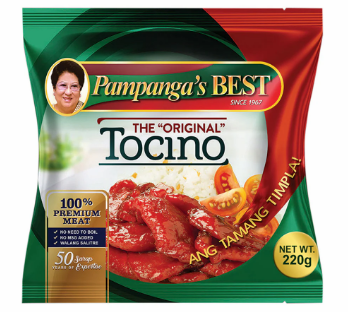 Pampanga's BEST
SINCE 1967
THE "ORIGINAL"
Tocino
100%
PREMIUM
MEAT
✓ NO NEED TO BOIL
✓ NO MSG ADDED
✓ WALANG SALITRE
50 Savap
YEARS OF Expertise
ANG TAMANG TIMPLA!
NET WT.
220g